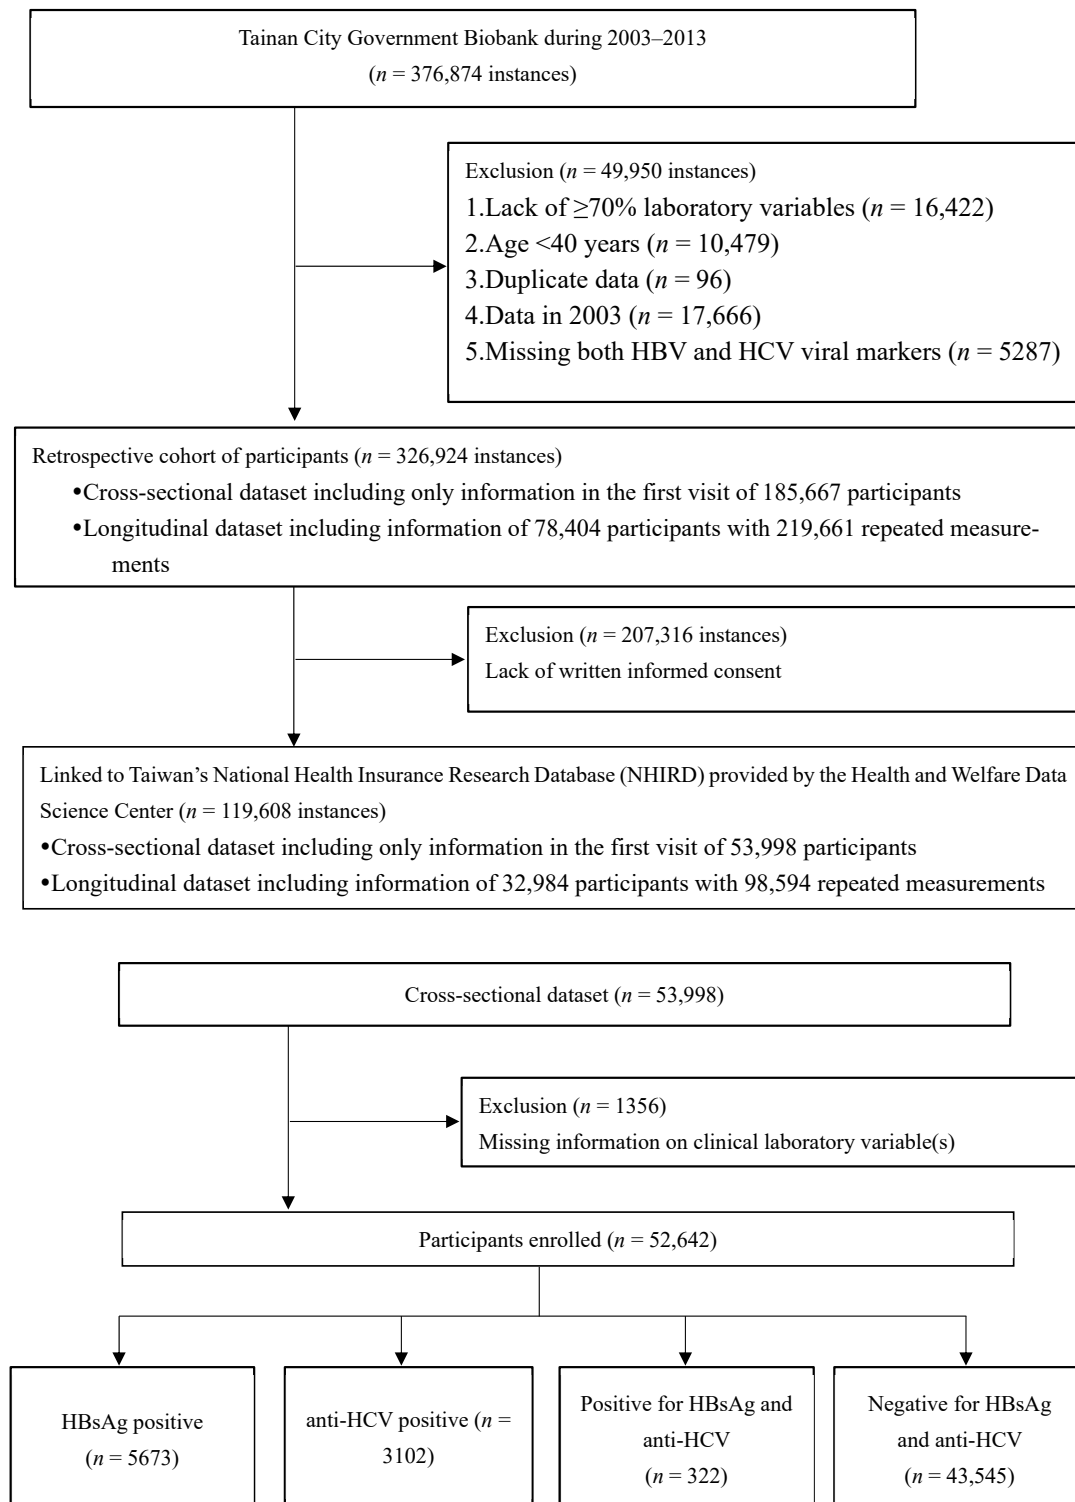 Tainan City Government Biobank during 2003–2013
(n = 376,874 instances)
Exclusion (n = 49,950 instances)
1.Lack of ≥70% laboratory variables (n = 16,422)
2.Age <40 years (n = 10,479)
3.Duplicate data (n = 96)
4.Data in 2003 (n = 17,666)
5.Missing both HBV and HCV viral markers (n = 5287)
Retrospective cohort of participants (n = 326,924 instances)
•Cross-sectional dataset including only information in the first visit of 185,667 participants
•Longitudinal dataset including information of 78,404 participants with 219,661 repeated measure-
ments
Exclusion (n = 207,316 instances)
Lack of written informed consent
Linked to Taiwan’s National Health Insurance Research Database (NHIRD) provided by the Health and Welfare Data
Science Center (n = 119,608 instances)
•Cross-sectional dataset including only information in the first visit of 53,998 participants
•Longitudinal dataset including information of 32,984 participants with 98,594 repeated measurements
Cross-sectional dataset (n = 53,998)
Exclusion (n = 1356)
Missing information on clinical laboratory variable(s)
Participants enrolled (n = 52,642)
HBsAg positive
(n = 5673)
anti-HCV positive (n =
3102)
Positive for HBsAg and
anti-HCV
(n = 322)
Negative for HBsAg
and anti-HCV
(n = 43,545)